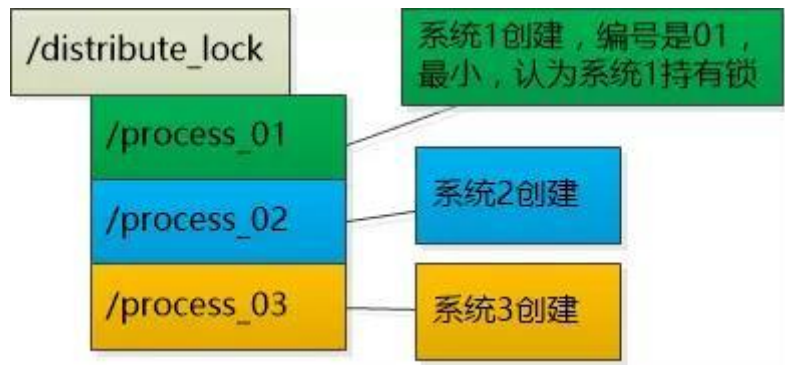 /distribute_lock
系统1创建，编号是01，
最小，认为系统1持有锁
/process_01
/process_02
系统2创建
/process_03
系统3创建